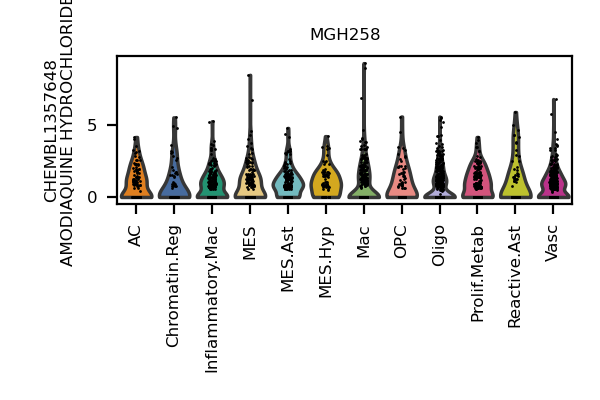 MGH258
CHEMBL1357648
AMODIAQUINE HYDROCHLORIDE
5
0
AC
Chromatin.Reg
Inflammatory.Mac
MES
MES.Ast
MES.Hyp
Mac
OPC
Oligo
Prolif.Metab
Reactive.Ast
Vasc